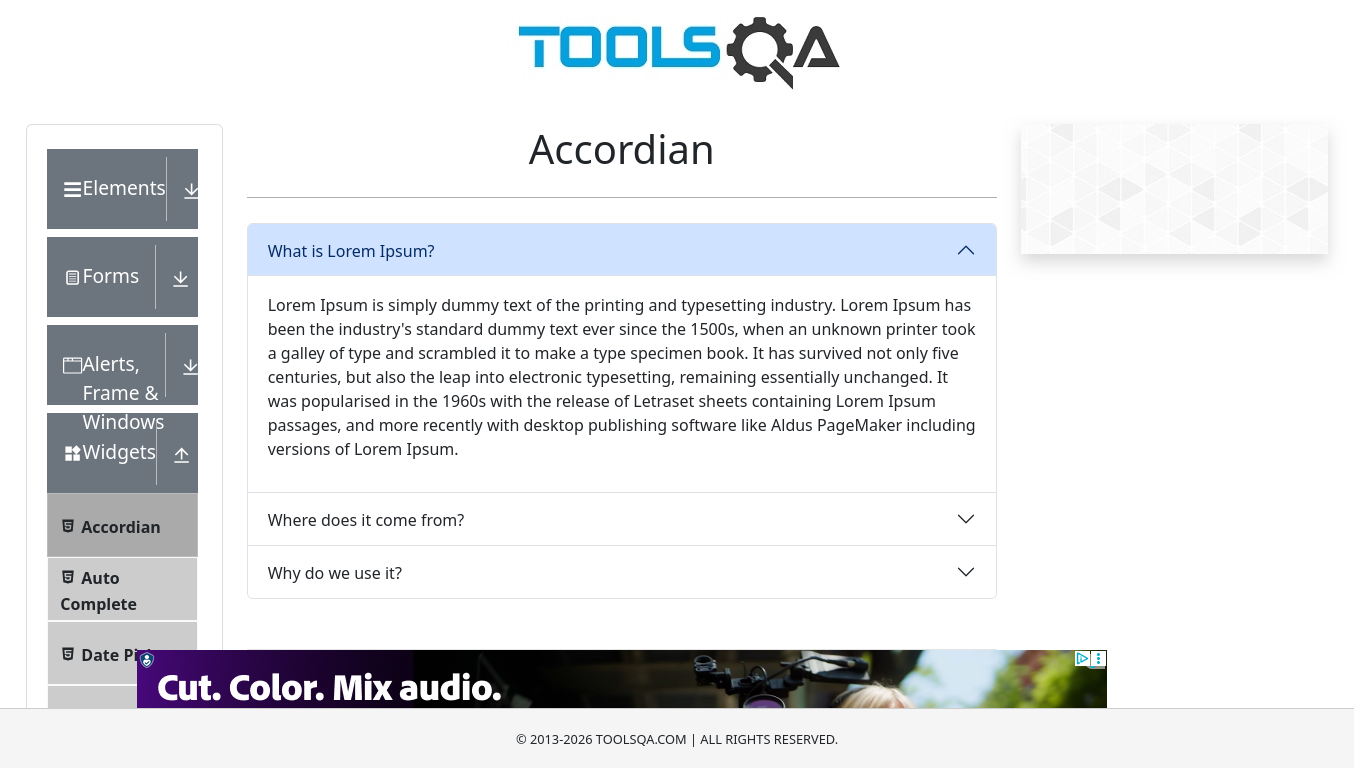 TOOLSQA
Accordian
Elements
Forms
Alerts,
Frame &
Windows
Widgets
Accordian
Auto
Complete
What is Lorem Ipsum?
Lorem Ipsum is simply dummy text of the printing and typesetting industry. Lorem Ipsum has
been the industry's standard dummy text ever since the 1500s, when an unknown printer took
a galley of type and scrambled it to make a type specimen book. It has survived not only five
centuries, but also the leap into electronic typesetting, remaining essentially unchanged. It
was popularised in the 1960s with the release of Letraset sheets containing Lorem Ipsum
passages, and more recently with desktop publishing software like Aldus PageMaker including
versions of Lorem Ipsum.
Where does it come from?
Why do we use it?
Date
Cut. Color. Mix audio.
© 2013-2026 TOOLSQA.COM | ALL RIGHTS RESERVED.